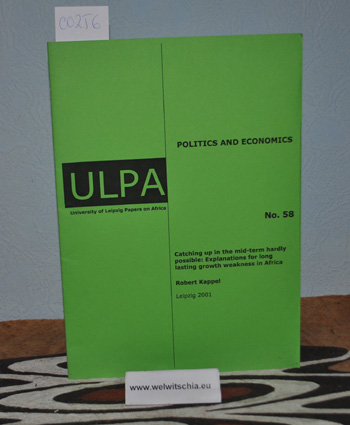 CO2T6
POLITICS AND ECONOMICS
ULPA
University of Leipzig Papers on Africa
No. 58
Catching up in the mid-term hardly
possible: Explanations for long
lasting growth weakness in Africa
Robert Kappel
Leipzig 2001
www.welwitschia.eu